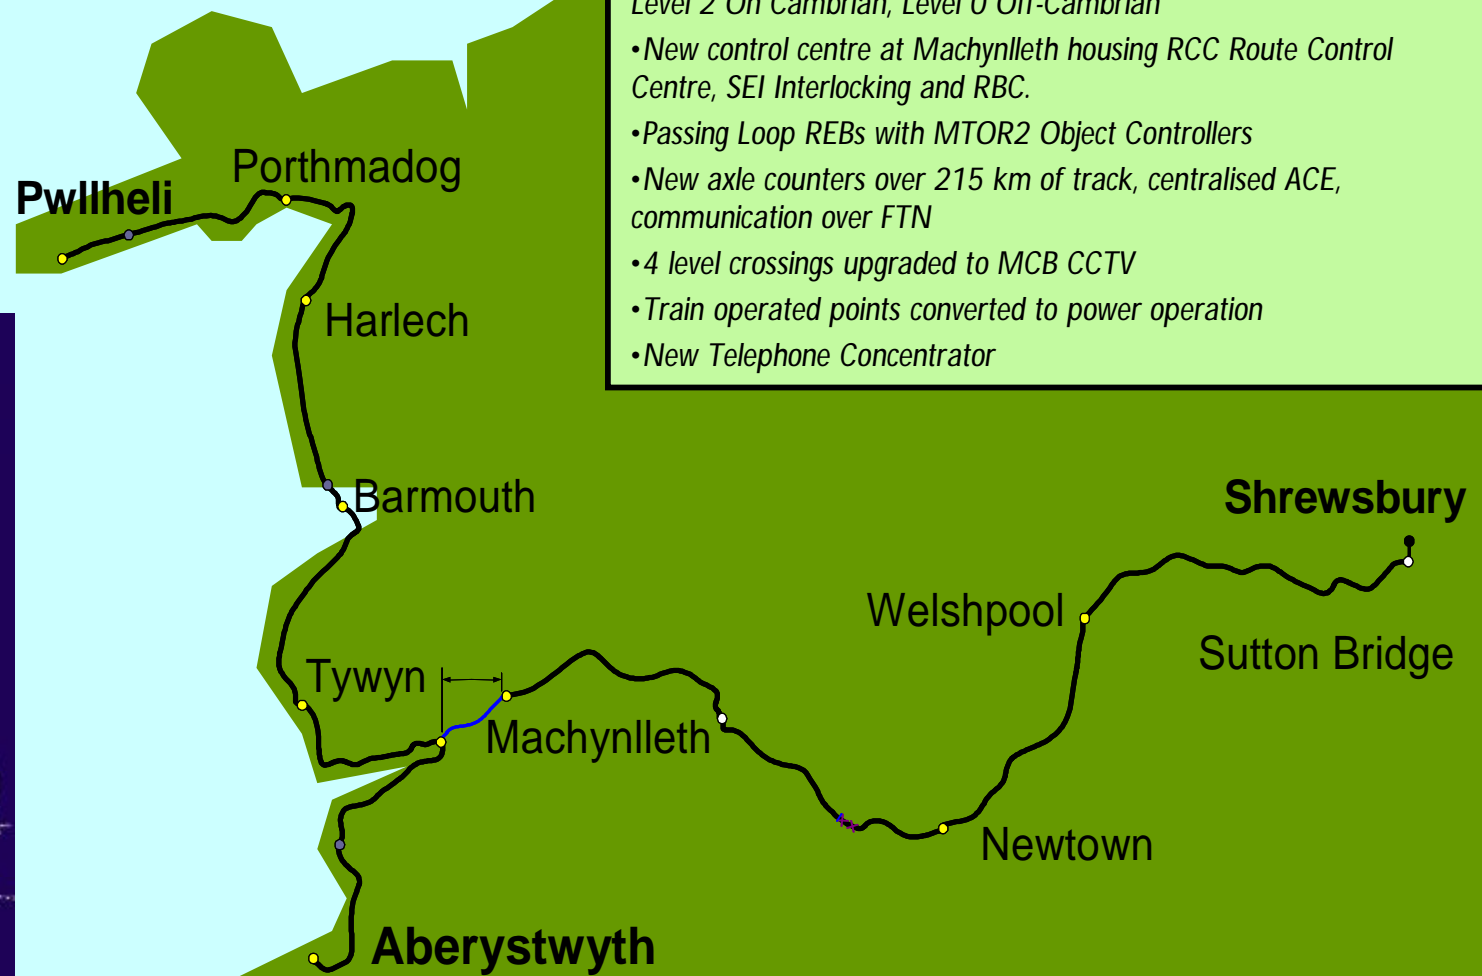 Level 2 On Cambrian, Level 0 Off-Cambrian
•New control centre at Machynlleth housing RCC Route Control
Centre, SEI Interlocking and RBC.
•Passing Loop REBs with MTOR2 Object Controllers
•New axle counters over 215 km of track, centralised ACE,
communication over FTN
•4 level crossings upgraded to MCB CCTV
•Train operated points converted to power operation
•New Telephone Concentrator
Porthmadog
Pwllheli
Harlech
Barmouth
Shrewsbury
Welshpool
Sutton Bridge
Tywyn
Machynlleth
Newtown
Aberystwyth